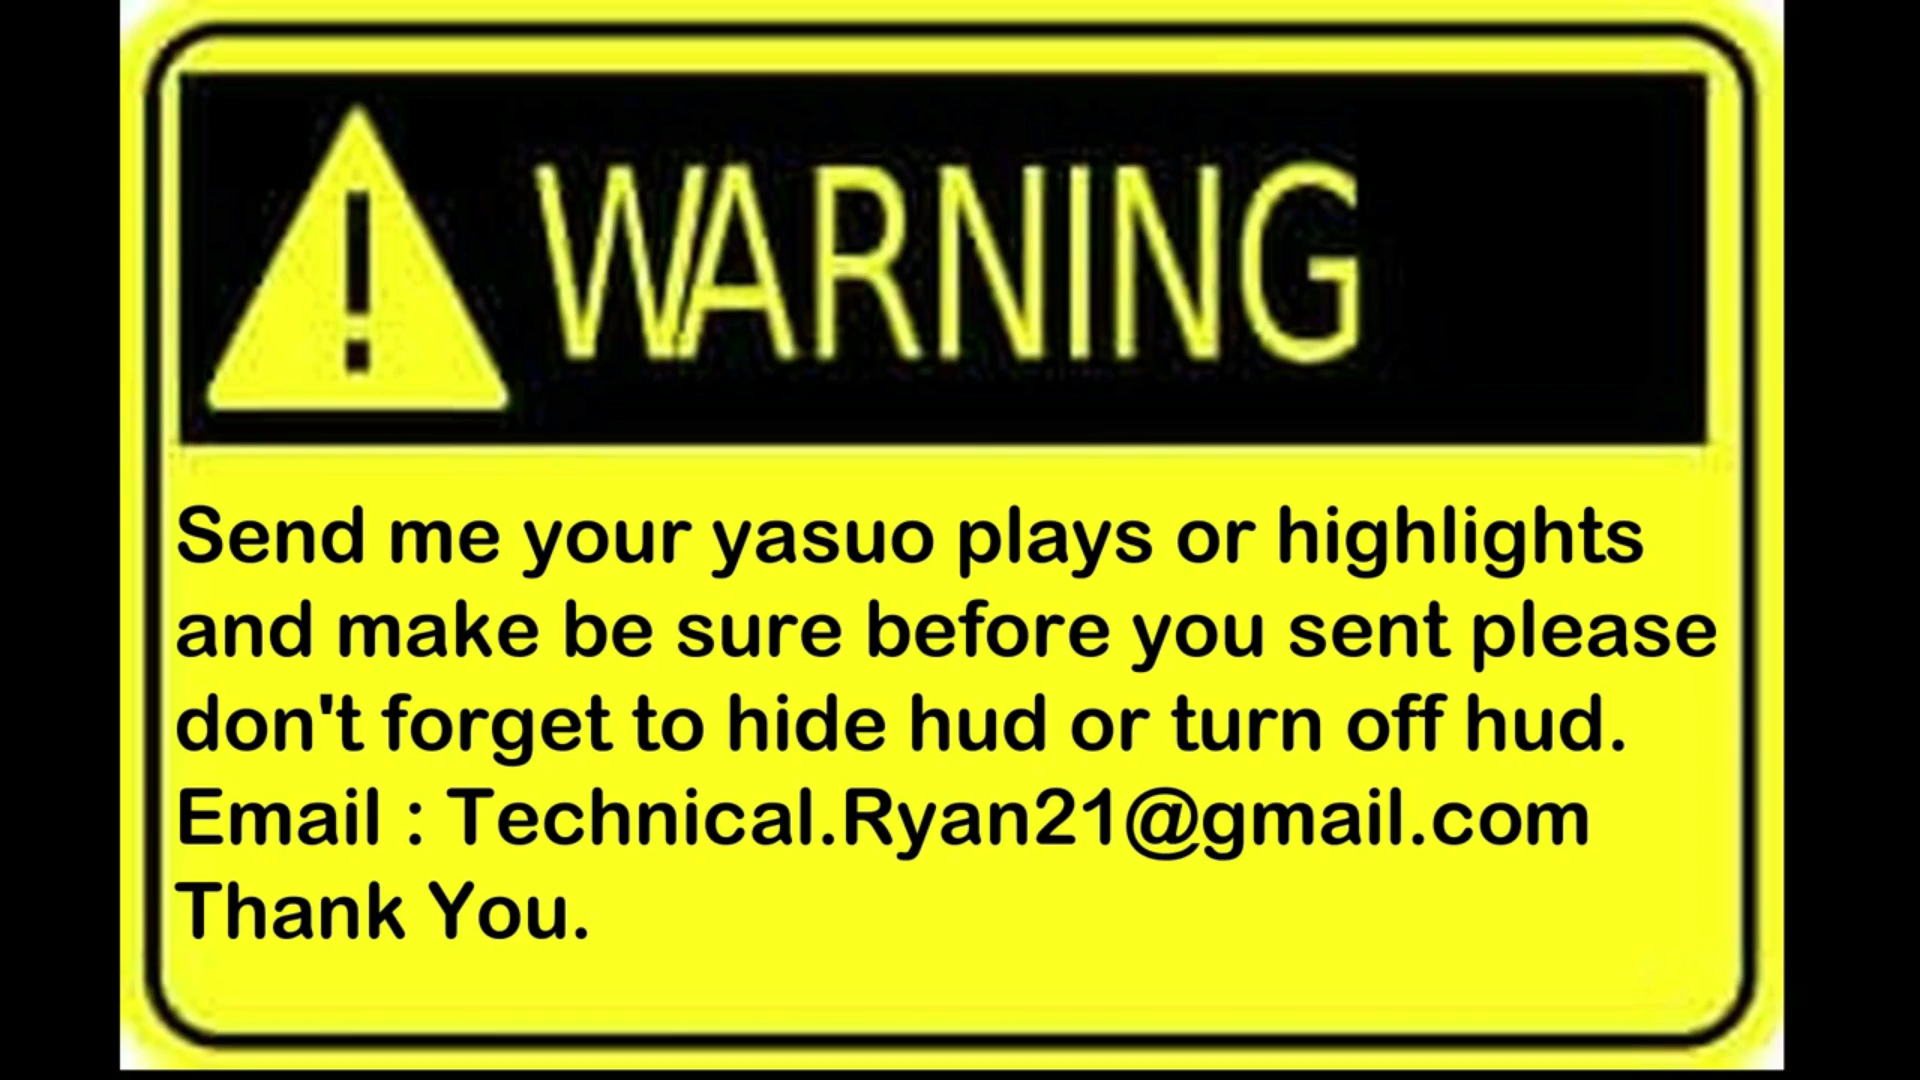 WARNING
Send me your yasuo plays or highlights
and make be sure before you sent please
don't forget to hide hud or turn off hud.
Email : Technical.Ryan21@gmail.com
Thank You.